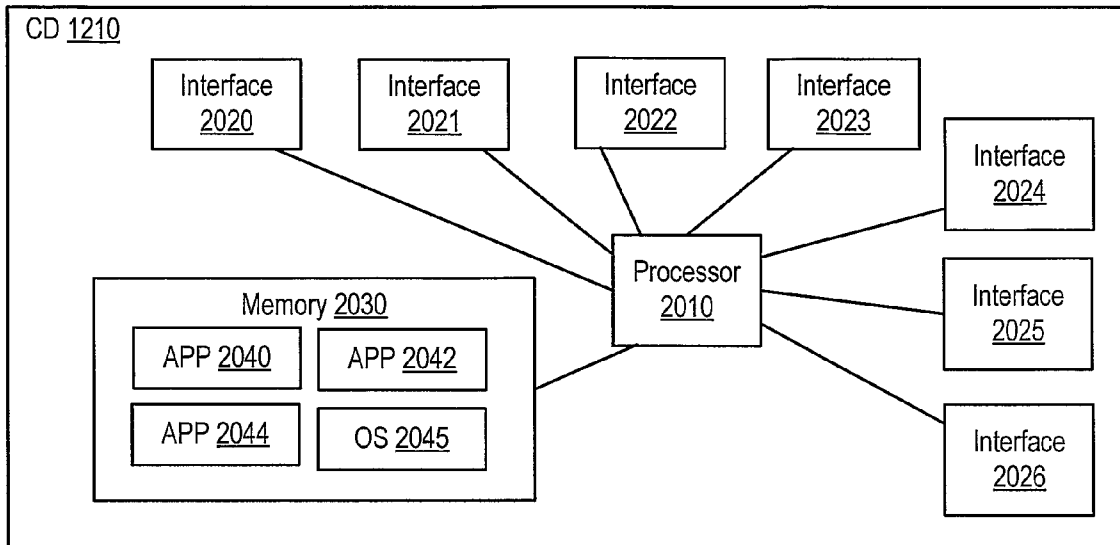 CD 1210
Interface
2020
Interface
2021
Interface
2022
Interface
2023
Interface
2024
Processor
2010
Interface
2025
Memory 2030
APP 2040
APP 2042
APP 2044
OS 2045
Interface
2026